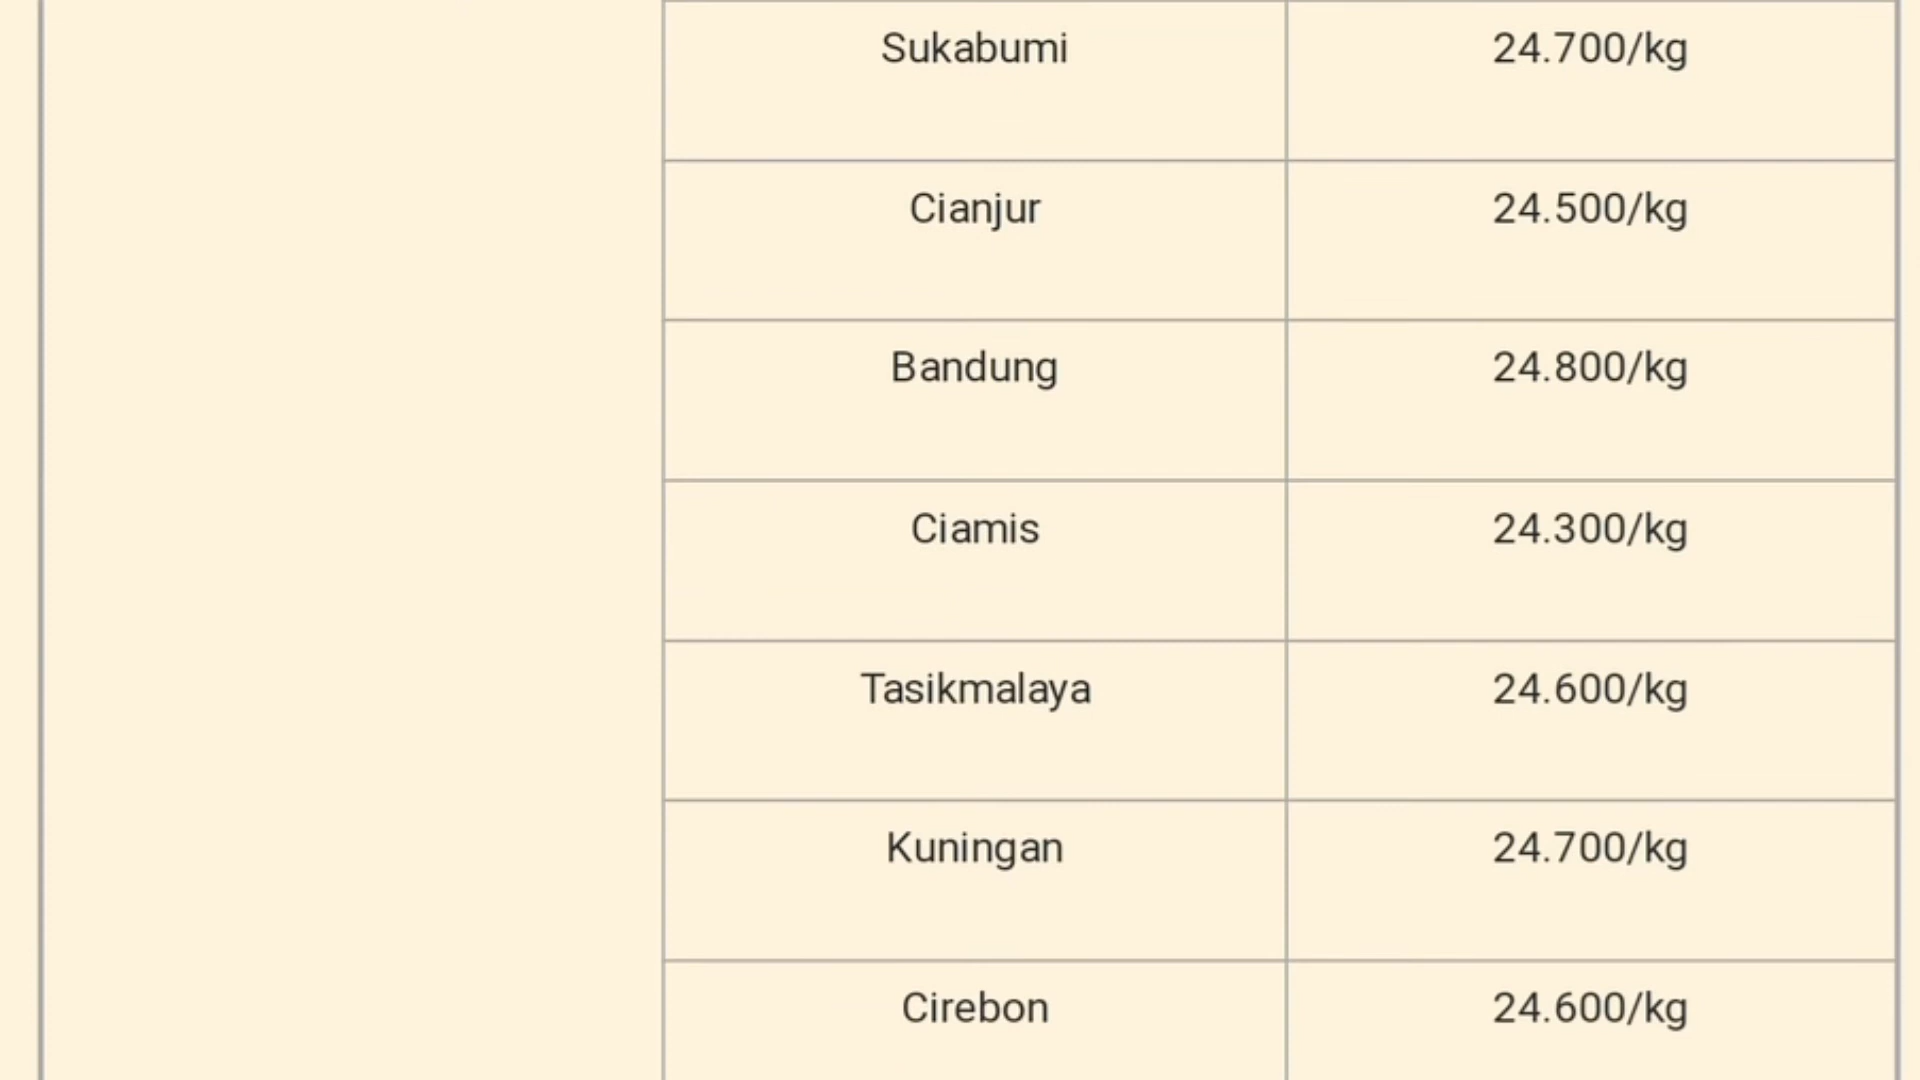 Sukabumi 24.700/kg
Cianjur 24.500/kg
Bandung 24.800/kg
Ciamis 24.300/kg
Tasikmalaya 24.600/kg
Kuningan 24.700/kg
Cirebon 24.600/kg